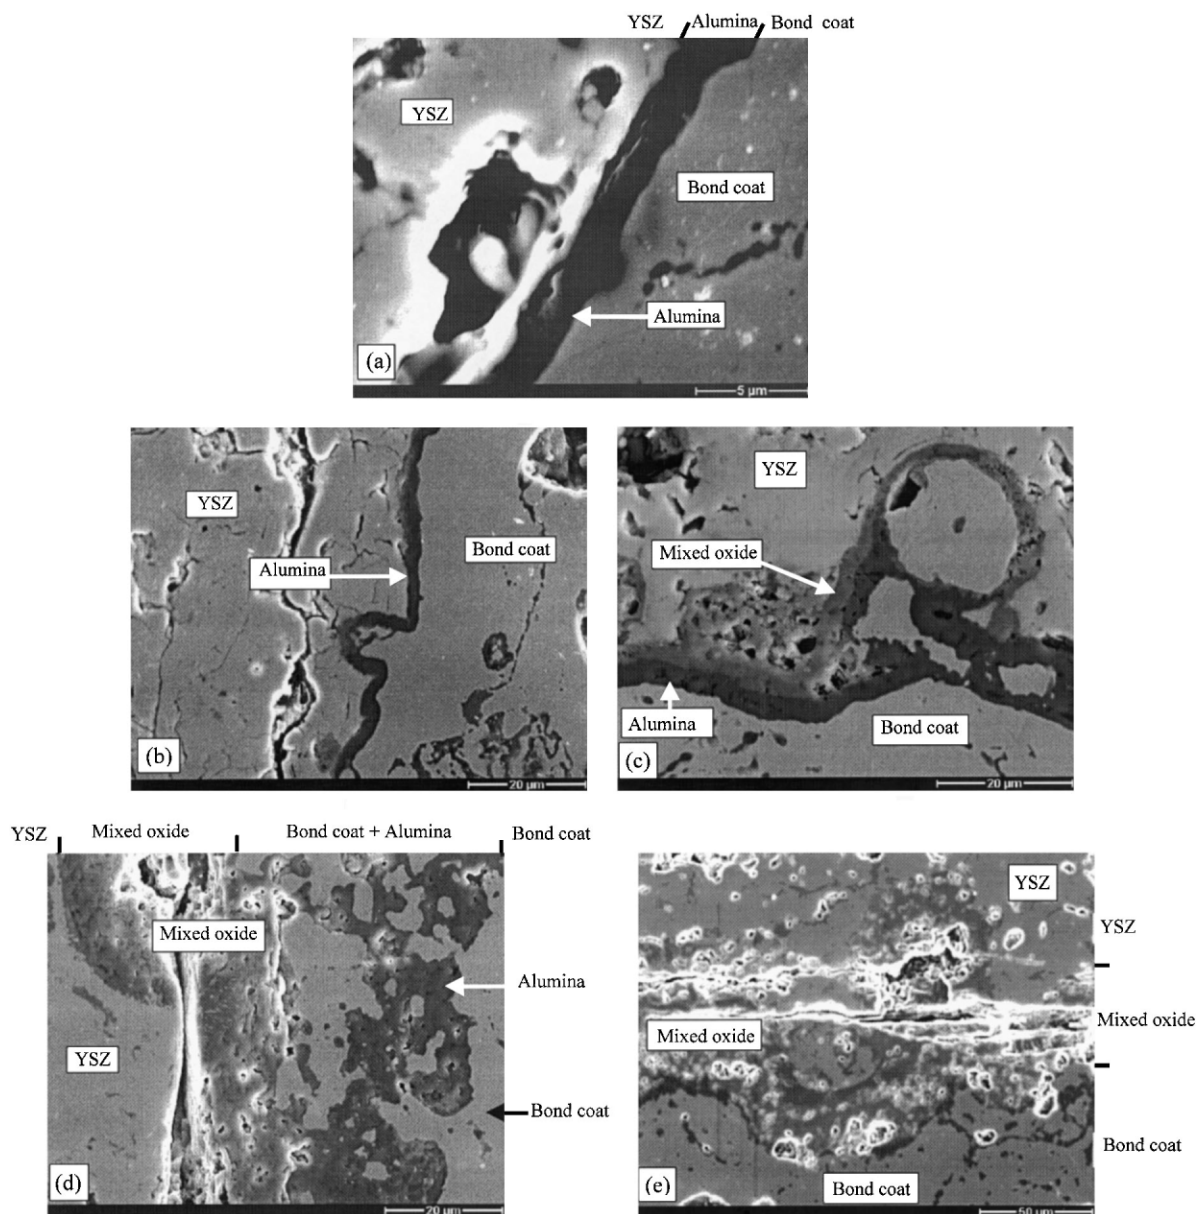 YSZ Alumina Bond coat
YSZ
Bond coat
Alumina
(a)
5 µm
YSZ
Bond coat
Alumina
(b)
20 µm
YSZ
Mixed oxide
Alumina
Bond coat
(c)
20 µm
YSZ Mixed oxide Bond coat + Alumina Bond coat
Mixed oxide
Alumina
YSZ
Bond coat
(d)
20 µm
YSZ
YSZ
Mixed oxide
Mixed oxide
Bond coat
Bond coat
(e)
50 µm